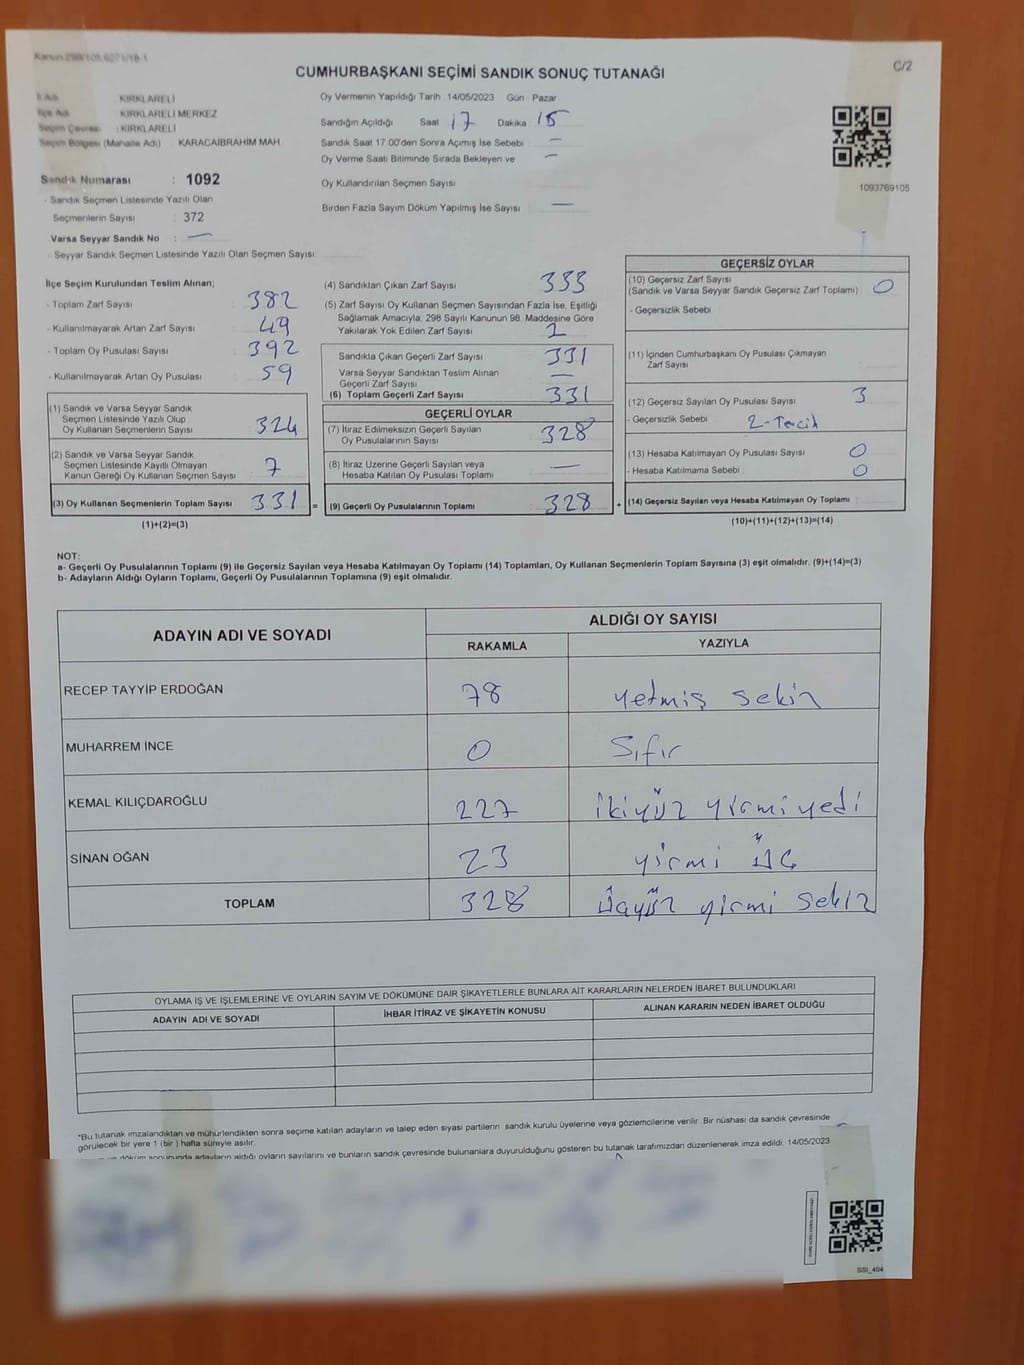 Kanun:298/105,6271/18-1
C/2
CUMHURBAŞKANI SEÇİMİ SANDIK SONUÇ TUTANAĞI
İl Adı KIRKLARELİ
İlçe Adı KIRKLARELİ MERKEZ
Seçim Çevresi : KIRKLARELİ
Seçim Bölgesi (Mahalle Adı) KARACAİBRAHİM MAH
Sandık Numarası : 1092
- Sandık Seçmen Listesinde Yazılı Olan
Seçmenlerin Sayısı : 372
Varsa Seyyar Sandık No : —
- Seyyar Sandık Seçmen Listesinde Yazılı Olan Seçmen Sayısı:
Oy Vermenin Yapıldığı Tarih : 14/05/2023 Gün : Pazar
Sandığın Açıldığı Saat 17 Dakika 15
Sandık Saat 17:00'den Sonra Açımış İse Sebebi —
Oy Verme Saati Bitiminde Sırada Bekleyen ve —
Oy Kullandırılan Seçmen Sayısı
Birden Fazla Sayım Döküm Yapılmış İse Sayısı —
1093769105
İlçe Seçim Kurulundan Teslim Alınan;
- Toplam Zarf Sayısı : 382
- Kullanılmayarak Artan Zarf Sayısı : 49
- Toplam Oy Pusulası Sayısı : 392
- Kullanılmayarak Artan Oy Pusulası : 59
(1) Sandık ve Varsa Seyyar Sandık
Seçmen Listesinde Yazılı Olup
Oy Kullanan Seçmenlerin Sayısı 324
(2) Sandık ve Varsa Seyyar Sandık
Seçmen Listesinde Kayıtlı Olmayan
Kanun Gereği Oy Kullanan Seçmen Sayısı 7
(3) Oy Kullanan Seçmenlerin Toplam Sayısı 331 =
(1)+(2)=(3)
(4) Sandıktan Çıkan Zarf Sayısı 333
(5) Zarf Sayısı Oy Kullanan Seçmen Sayısından Fazla İse, Eşitliği
Sağlamak Amacıyla, 298 Sayılı Kanunun 98. Maddesine Göre
Yakılarak Yok Edilen Zarf Sayısı 2
Sandıkta Çıkan Geçerli Zarf Sayısı 331
Varsa Seyyar Sandıktan Teslim Alınan
Geçerli Zarf Sayısı —
(6) Toplam Geçerli Zarf Sayısı 331
GEÇERLİ OYLAR
(7) İtiraz Edilmeksizin Geçerli Sayılan
Oy Pusulalarının Sayısı 328
(8) İtiraz Üzerine Geçerli Sayılan veya
Hesaba Katılan Oy Pusulası Toplamı —
(9) Geçerli Oy Pusulalarının Toplamı 328 +
GEÇERSİZ OYLAR
(10) Geçersiz Zarf Sayısı
(Sandık ve Varsa Seyyar Sandık Geçersiz Zarf Toplamı) 0
- Geçersizlik Sebebi
(11) İçinden Cumhurbaşkanı Oy Pusulası Çıkmayan
Zarf Sayısı
(12) Geçersiz Sayılan Oy Pusulası Sayısı 3
- Geçersizlik Sebebi 2-Tecih
(13) Hesaba Katılmayan Oy Pusulası Sayısı 0
- Hesaba Katılmama Sebebi 0
(14) Geçersiz Sayılan veya Hesaba Katılmayan Oy Toplamı
(10)+(11)+(12)+(13)=(14)
NOT:
a- Geçerli Oy Pusulalarının Toplamı (9) ile Geçersiz Sayılan veya Hesaba Katılmayan Oy Toplamı (14) Toplamları, Oy Kullanan Seçmenlerin Toplam Sayısına (3) eşit olmalıdır. (9)+(14)=(3)
b- Adayların Aldığı Oyların Toplamı, Geçerli Oy Pusulalarının Toplamına (9) eşit olmalıdır.
ADAYIN ADI VE SOYADI ALDIĞI OY SAYISI
RAKAMLA YAZIYLA
RECEP TAYYİP ERDOĞAN 78 yetmiş sekiz
MUHARREM İNCE 0 Sıfır
KEMAL KILIÇDAROĞLU 227 ikiyüz yirmi yedi
SİNAN OĞAN 23 yirmi üç
TOPLAM 328 üçyüz yirmi sekiz
OYLAMA İŞ VE İŞLEMLERİNE VE OYLARIN SAYIM VE DÖKÜMÜNE DAİR ŞİKAYETLERLE BUNLARA AİT KARARLARIN NELERDEN İBARET BULUNDUKLARI
ADAYIN ADI VE SOYADI İHBAR İTİRAZ VE ŞİKAYETİN KONUSU ALINAN KARARIN NEDEN İBARET OLDUĞU
*Bu tutanak imzalandıktan ve mühürlendikten sonra seçime katılan adayların ve talep eden siyasi partilerin sandık kurulu üyelerine veya gözlemcilerine verilir. Bir nüshası da sandık çevresinde
görülecek bir yere 1 (bir ) hafta süreyle asılır.
döküm sonucunda adayların aldığı oyların sayılarını ve bunların sandık çevresinde bulunanlara duyurulduğunu gösteren bu tutanak tarafımızdan düzenlenerek imza edildi. 14/05/2023
SSI_404